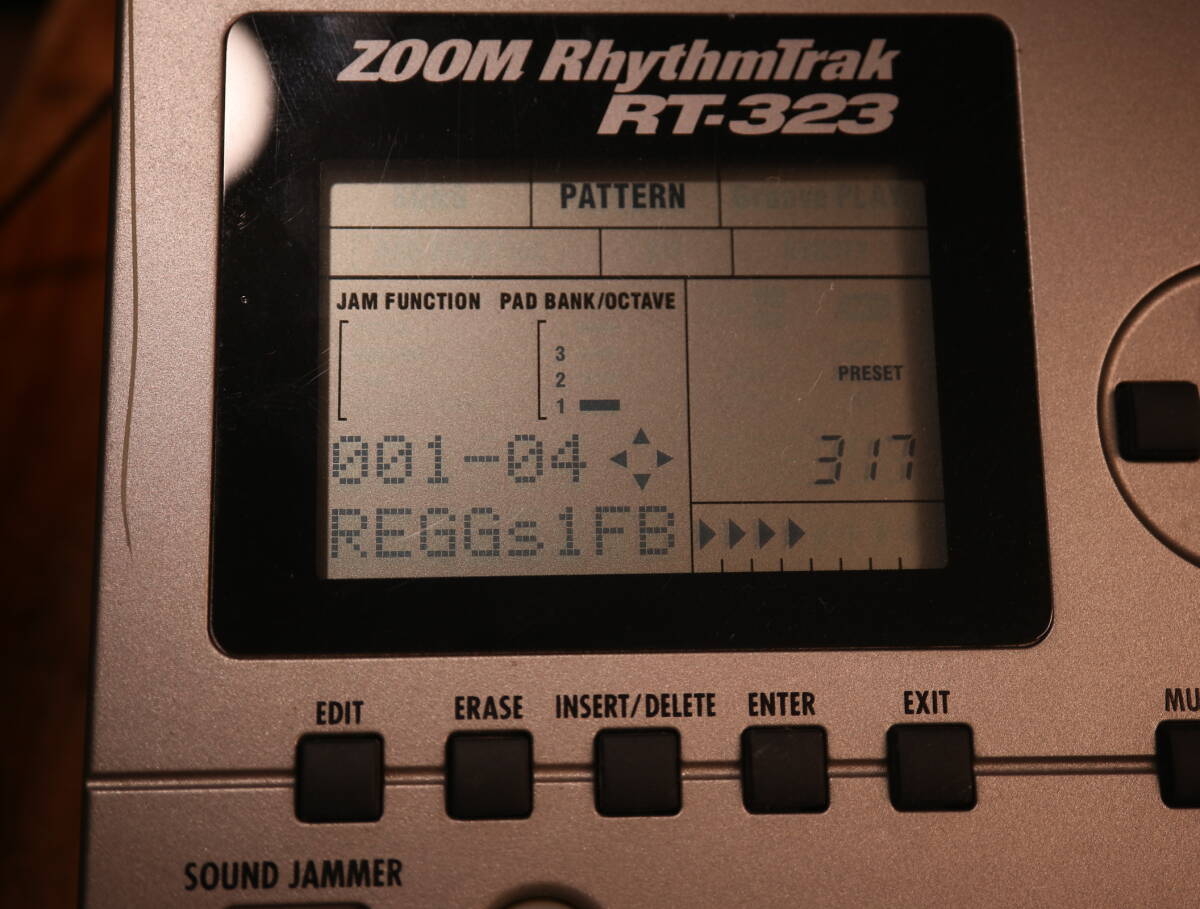 ZOOM RhythmTrak
RT-323
PATTERN
JAM FUNCTION PAD BANK/OCTAVE
3
2
1
PRESET
001-04
317
REGGs1FB
EDIT ERASE INSERT/DELETE ENTER EXIT
SOUND JAMMER